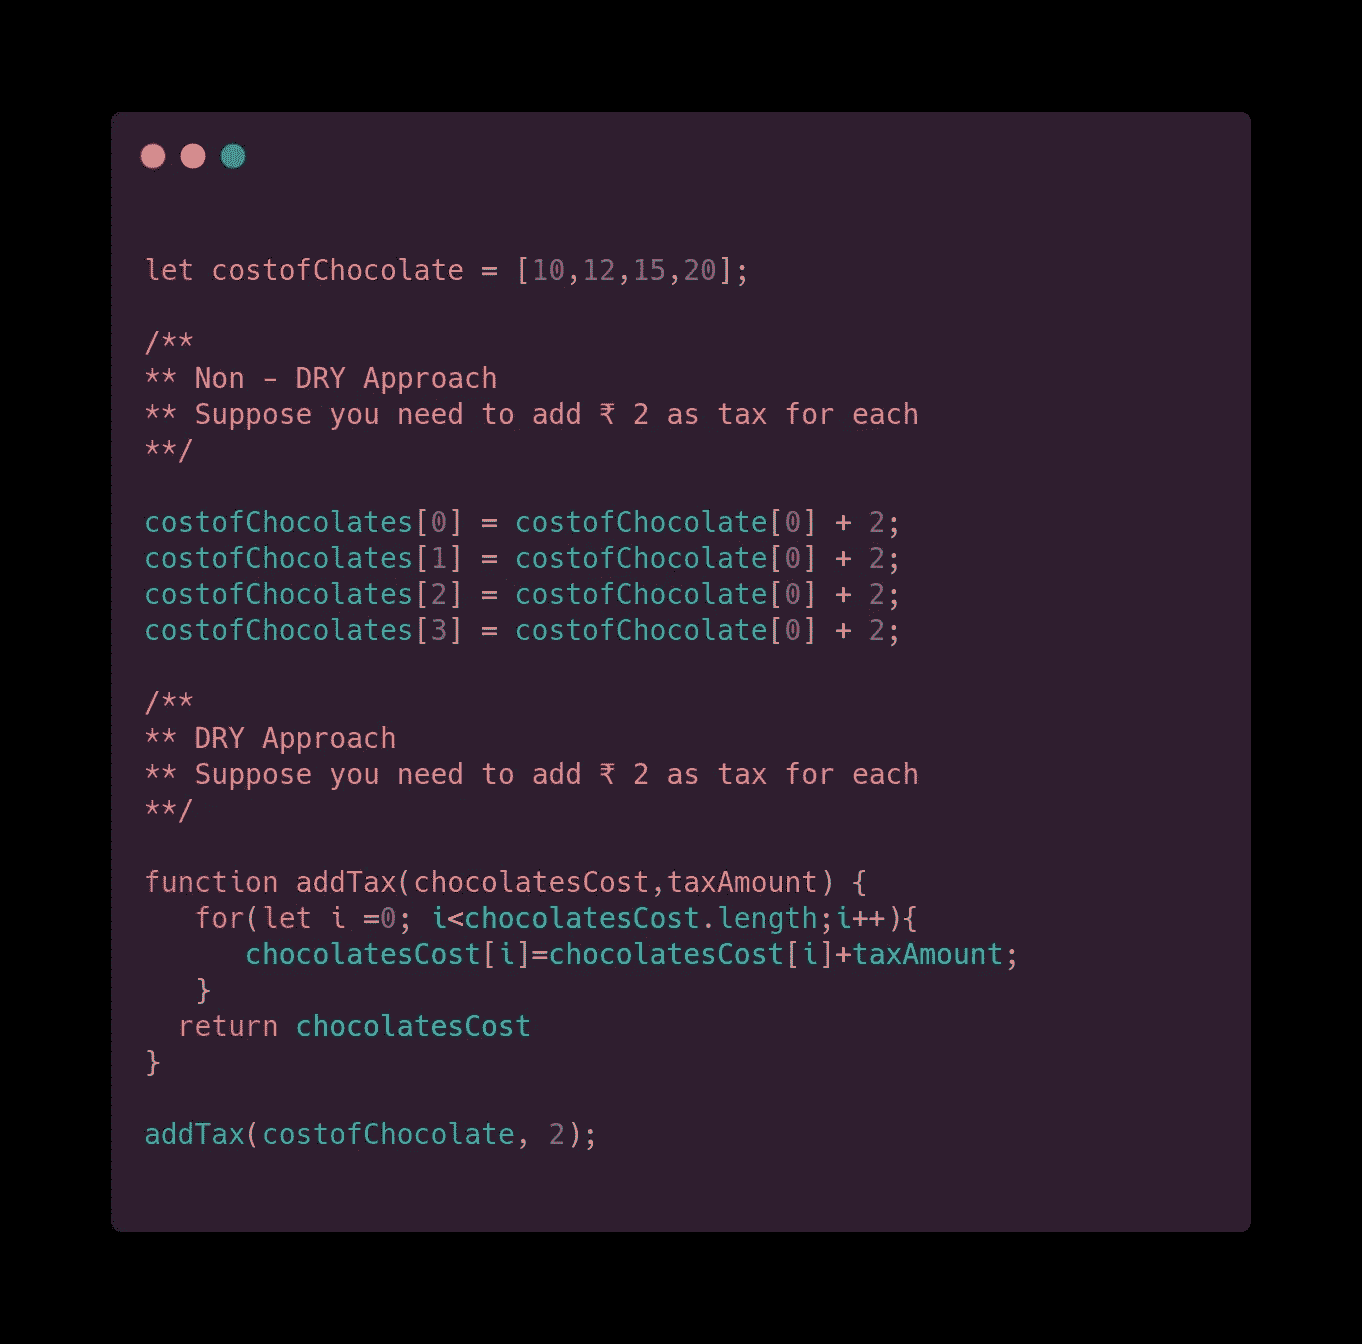 let costofChocolate = [10,12,15,20];
/**
** Non - DRY Approach
** Suppose you need to add ₹ 2 as tax for each
**/
costofChocolates[0] = costofChocolate[0] + 2;
costofChocolates[1] = costofChocolate[0] + 2;
costofChocolates[2] = costofChocolate[0] + 2;
costofChocolates[3] = costofChocolate[0] + 2;
/**
** DRY Approach
** Suppose you need to add ₹ 2 as tax for each
**/
function addTax(chocolatesCost,taxAmount) {
   for(let i =0; i<chocolatesCost.length;i++){
      chocolatesCost[i]=chocolatesCost[i]+taxAmount;
   }
  return chocolatesCost
}
addTax(costofChocolate, 2);